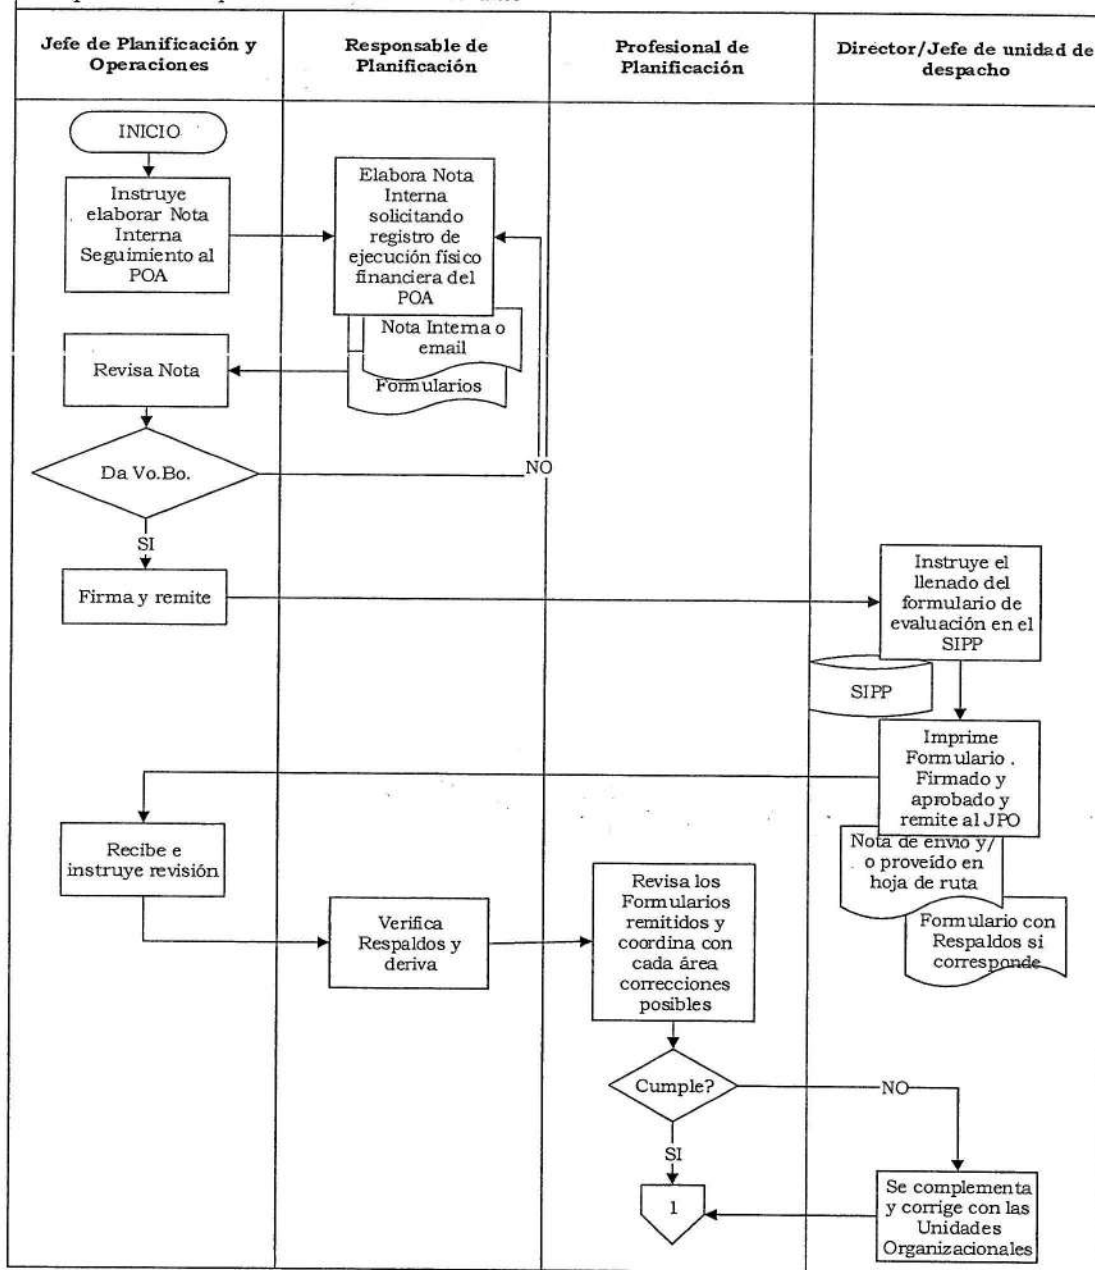 Jefe de Planificación y
Operaciones
Responsable de
Planificación
Profesional de
Planificación
Director/Jefe de unidad de
despacho
INICIO
Instruye
elaborar Nota
Interna
Seguimiento al
POA
Elabora Nota
Interna
solicitando
registro de
ejecución físico
financiera del
POA
Nota Interna o
email
Formularios
Revisa Nota
Da Vo.Bo.
NO
SI
Firma y remite
Instruye el
llenado del
formulario de
evaluación en el
SIPP
SIPP
Imprime
Formulario .
Firmado y
aprobado y
remite al JPO
Nota de envío y/
o proveído en
hoja de ruta
Formulario con
Respaldos si
corresponde
Recibe e
instruye revisión
Verifica
Respaldos y
deriva
Revisa los
Formularios
remitidos y
coordina con
cada área
correcciones
posibles
Cumple?
NO
SI
1
Se complementa
y corrige con las
Unidades
Organizacionales